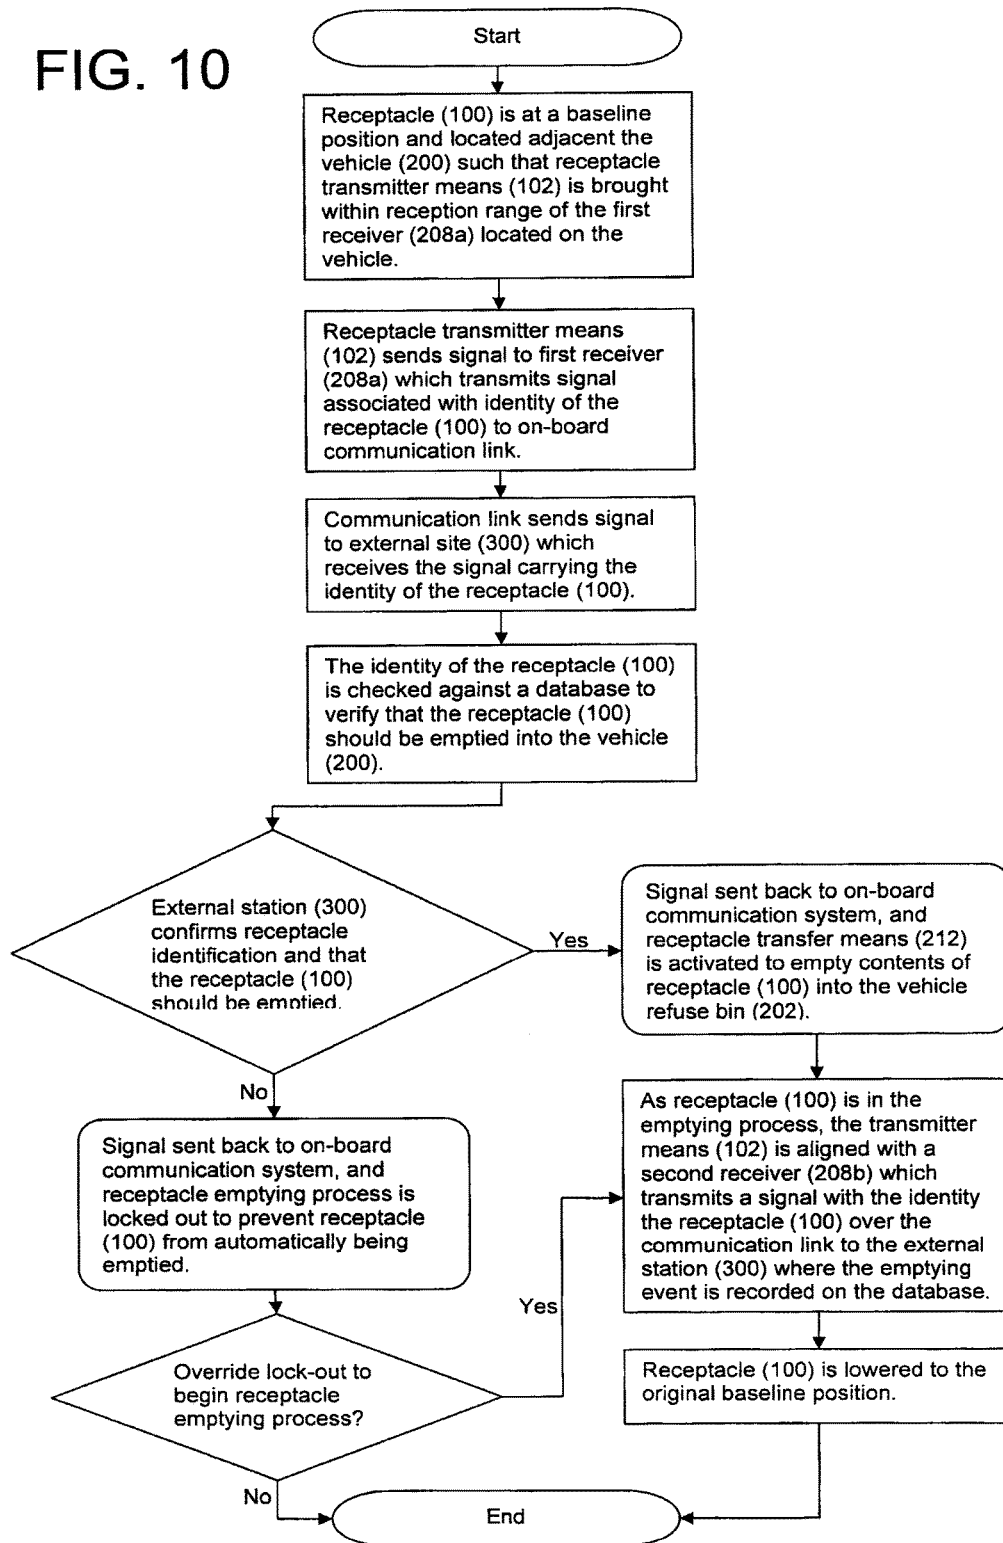 FIG. 10
Start
Receptacle (100) is at a baseline
position and located adjacent the
vehicle (200) such that receptacle
transmitter means (102) is brought
within reception range of the first
receiver (208a) located on the
vehicle.
Receptacle transmitter means
(102) sends signal to first receiver
(208a) which transmits signal
associated with identity of the
receptacle (100) to on-board
communication link.
Communication link sends signal
to external site (300) which
receives the signal carrying the
identity of the receptacle (100).
The identity of the receptacle (100)
is checked against a database to
verify that the receptacle (100)
should be emptied into the vehicle
(200).
External station (300)
confirms receptacle
identification and that
the receptacle (100)
should be emptied.
Yes
Signal sent back to on-board
communication system, and
receptacle transfer means (212)
is activated to empty contents of
receptacle (100) into the vehicle
refuse bin (202).
No
Signal sent back to on-board
communication system, and
receptacle emptying process is
locked out to prevent receptacle
(100) from automatically being
emptied.
As receptacle (100) is in the
emptying process, the transmitter
means (102) is aligned with a
second receiver (208b) which
transmits a signal with the identity
the receptacle (100) over the
communication link to the external
station (300) where the emptying
event is recorded on the database.
Yes
Override lock-out to
begin receptacle
emptying process?
Receptacle (100) is lowered to the
original baseline position.
No
End